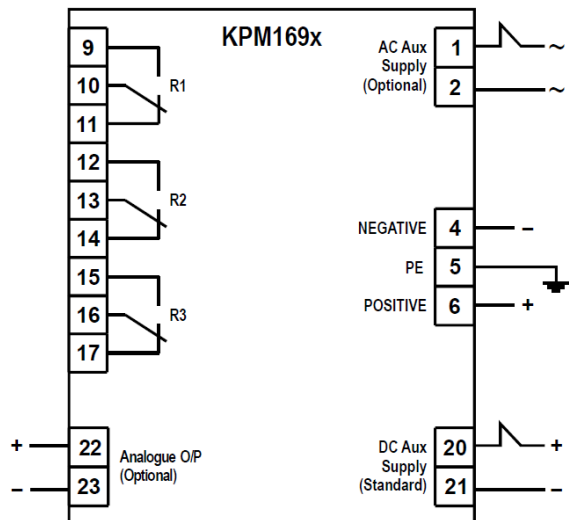 KPM169x
9
10
11
R1
12
13
14
R2
15
16
17
R3
+ 22
- 23
Analogue O/P
(Optional)
AC Aux
Supply
(Optional)
1 ~
2 ~
NEGATIVE 4 -
PE 5
POSITIVE 6 +
DC Aux
Supply
(Standard)
20 +
21 -